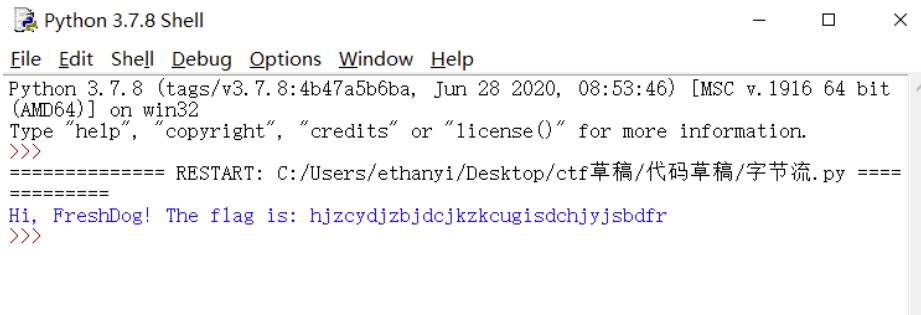 Python 3.7.8 Shell
File Edit Shell Debug Options Window Help
Python 3.7.8 (tags/v3.7.8:4b47a5b6ba, Jun 28 2020, 08:53:46) [MSC v.1916 64 bit
(AMD64)] on win32
Type "help", "copyright", "credits" or "license()" for more information.
>>>
============== RESTART: C:/Users/ethanyi/Desktop/ctf草稿/代码草稿/字节流.py ====
=========
Hi, FreshDog! The flag is: hjzcydjzbjdcjkzkcugisdchjyjsbdfr
>>>